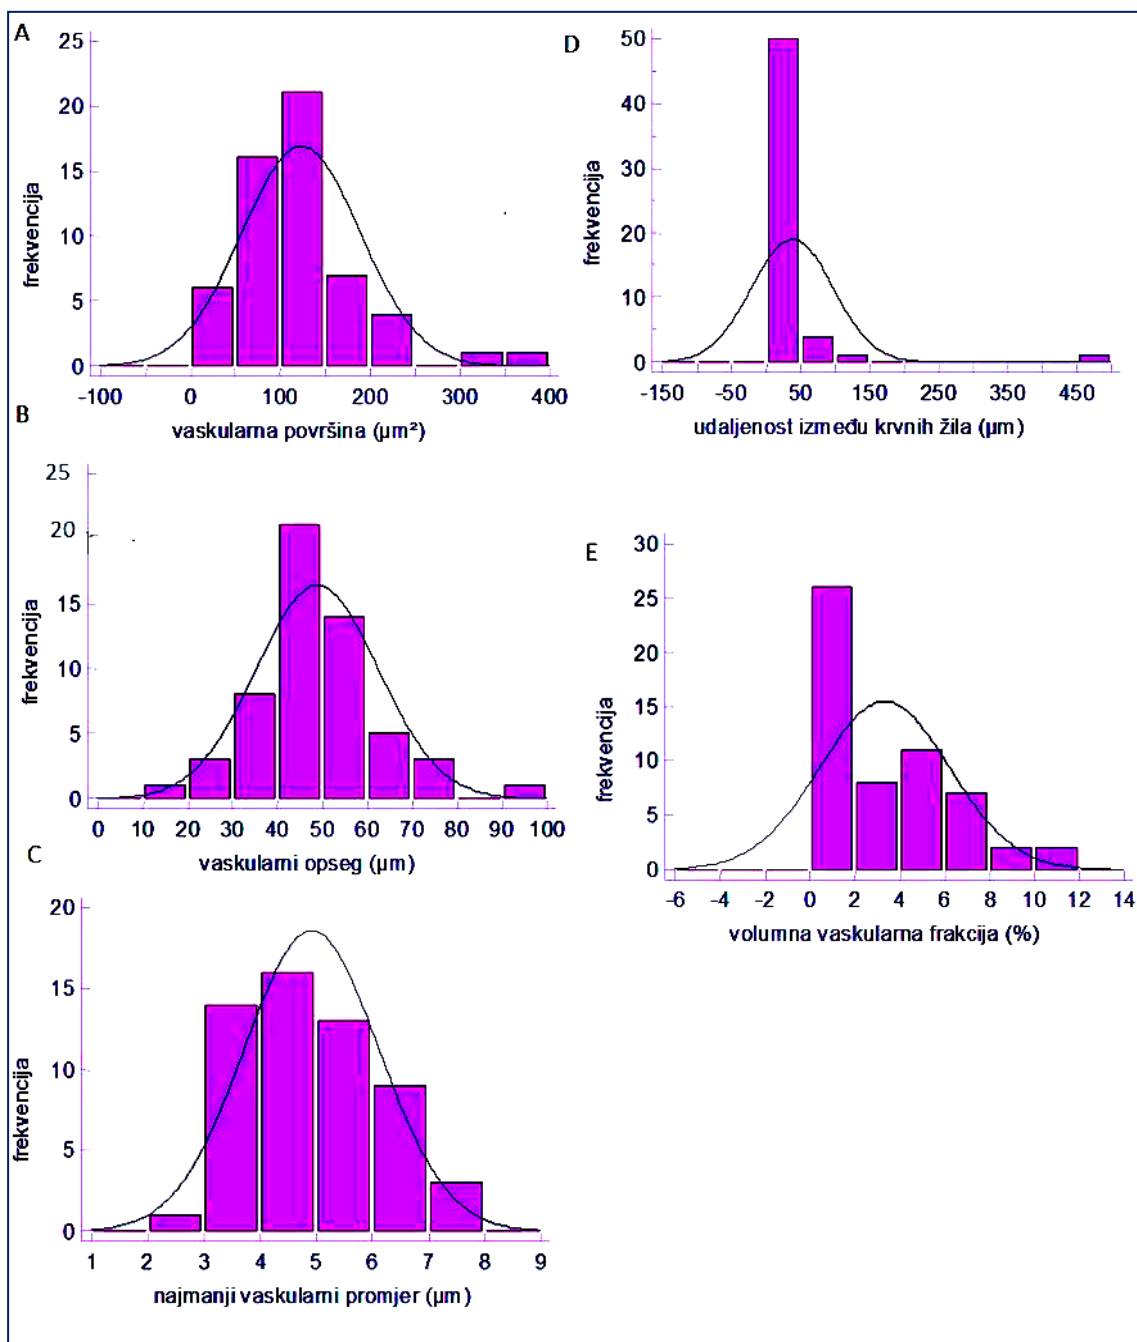 A
25
20
15
10
5
0
frekvencija
-100 0 100 200 300 400
vaskularna površina (µm²)
B
25
20
15
10
5
0
frekvencija
0 10 20 30 40 50 60 70 80 90 100
vaskularni opseg (µm)
C
20
15
10
5
0
frekvencija
1 2 3 4 5 6 7 8 9
najmanji vaskularni promjer (µm)
D
50
40
30
20
10
0
frekvencija
-150 -50 50 150 250 350 450
udaljenost između krvnih žila (µm)
E
30
25
20
15
10
5
0
frekvencija
-6 -4 -2 0 2 4 6 8 10 12 14
volumna vaskularna frakcija (%)